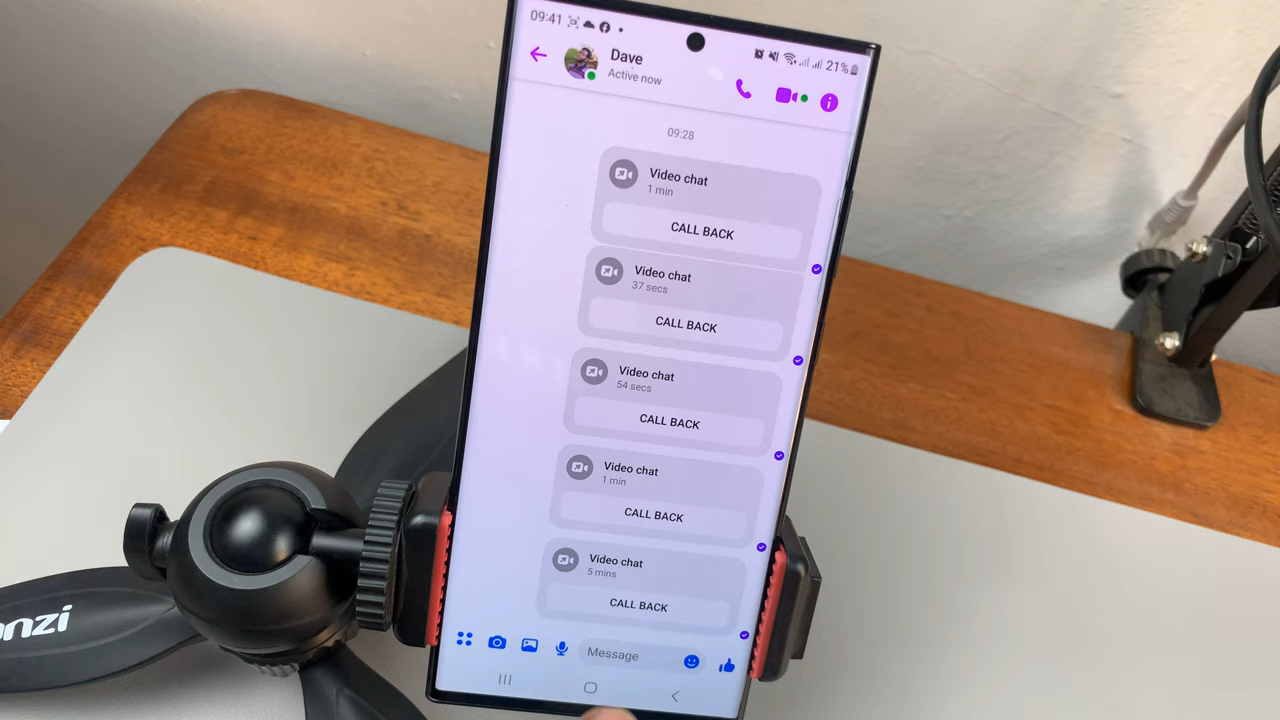 09:41
21%
Dave
Active now
09:28
Video chat
1 min
CALL BACK
Video chat
37 secs
CALL BACK
Video chat
54 secs
CALL BACK
Video chat
1 min
CALL BACK
Video chat
5 mins
CALL BACK
Message
nzi